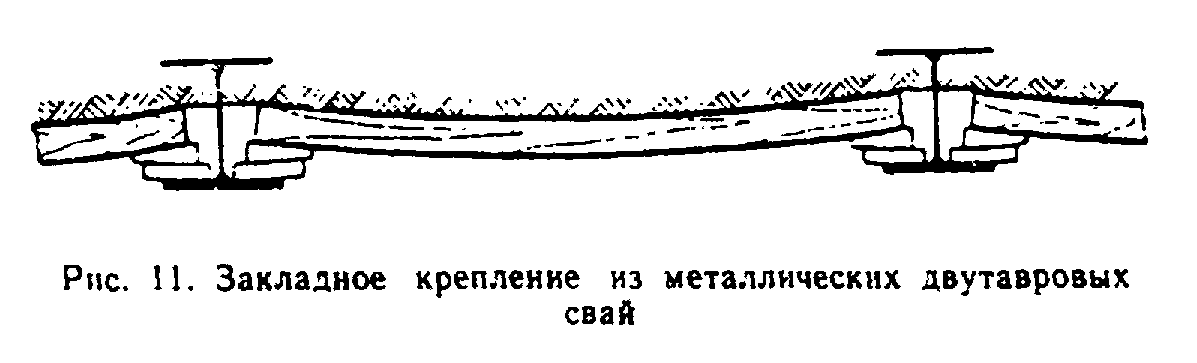 Рис. 11. Закладное крепление из металлических двутавровых
свай